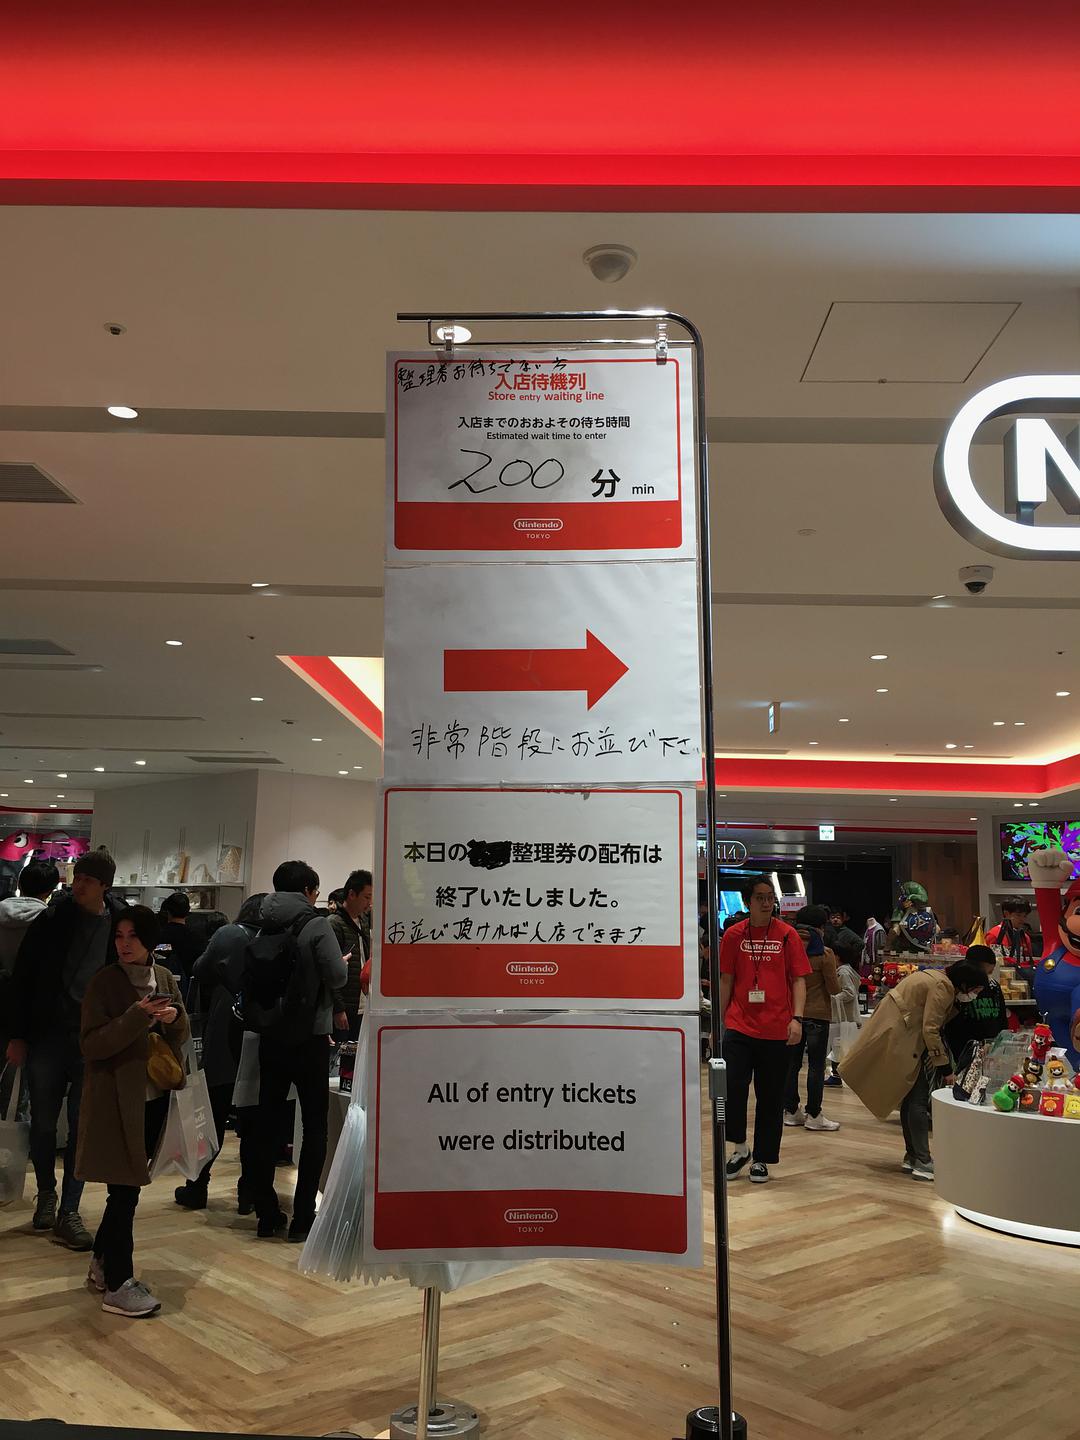 整理券お持ちでない方
入店待機列
Store entry waiting line
入店までのおおよその待ち時間
Estimated wait time to enter
200 分 min
Nintendo
TOKYO
非常階段にお並び下さ
本日の整理券の配布は
終了いたしました。
お並び頂ければ入店できます
Nintendo
TOKYO
All of entry tickets
were distributed
Nintendo
TOKYO
N
Nintendo
TOKYO